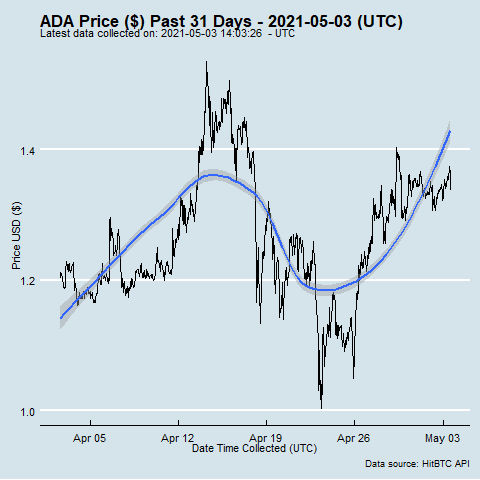 ADA Price ($) Past 31 Days - 2021-05-03 (UTC)
Latest data collected on: 2021-05-03 14:03:26 - UTC
Price USD ($)
1.4
1.2
1.0
Apr 05 Apr 12 Apr 19 Apr 26 May 03
Date Time Collected (UTC)
Data source: HitBTC API